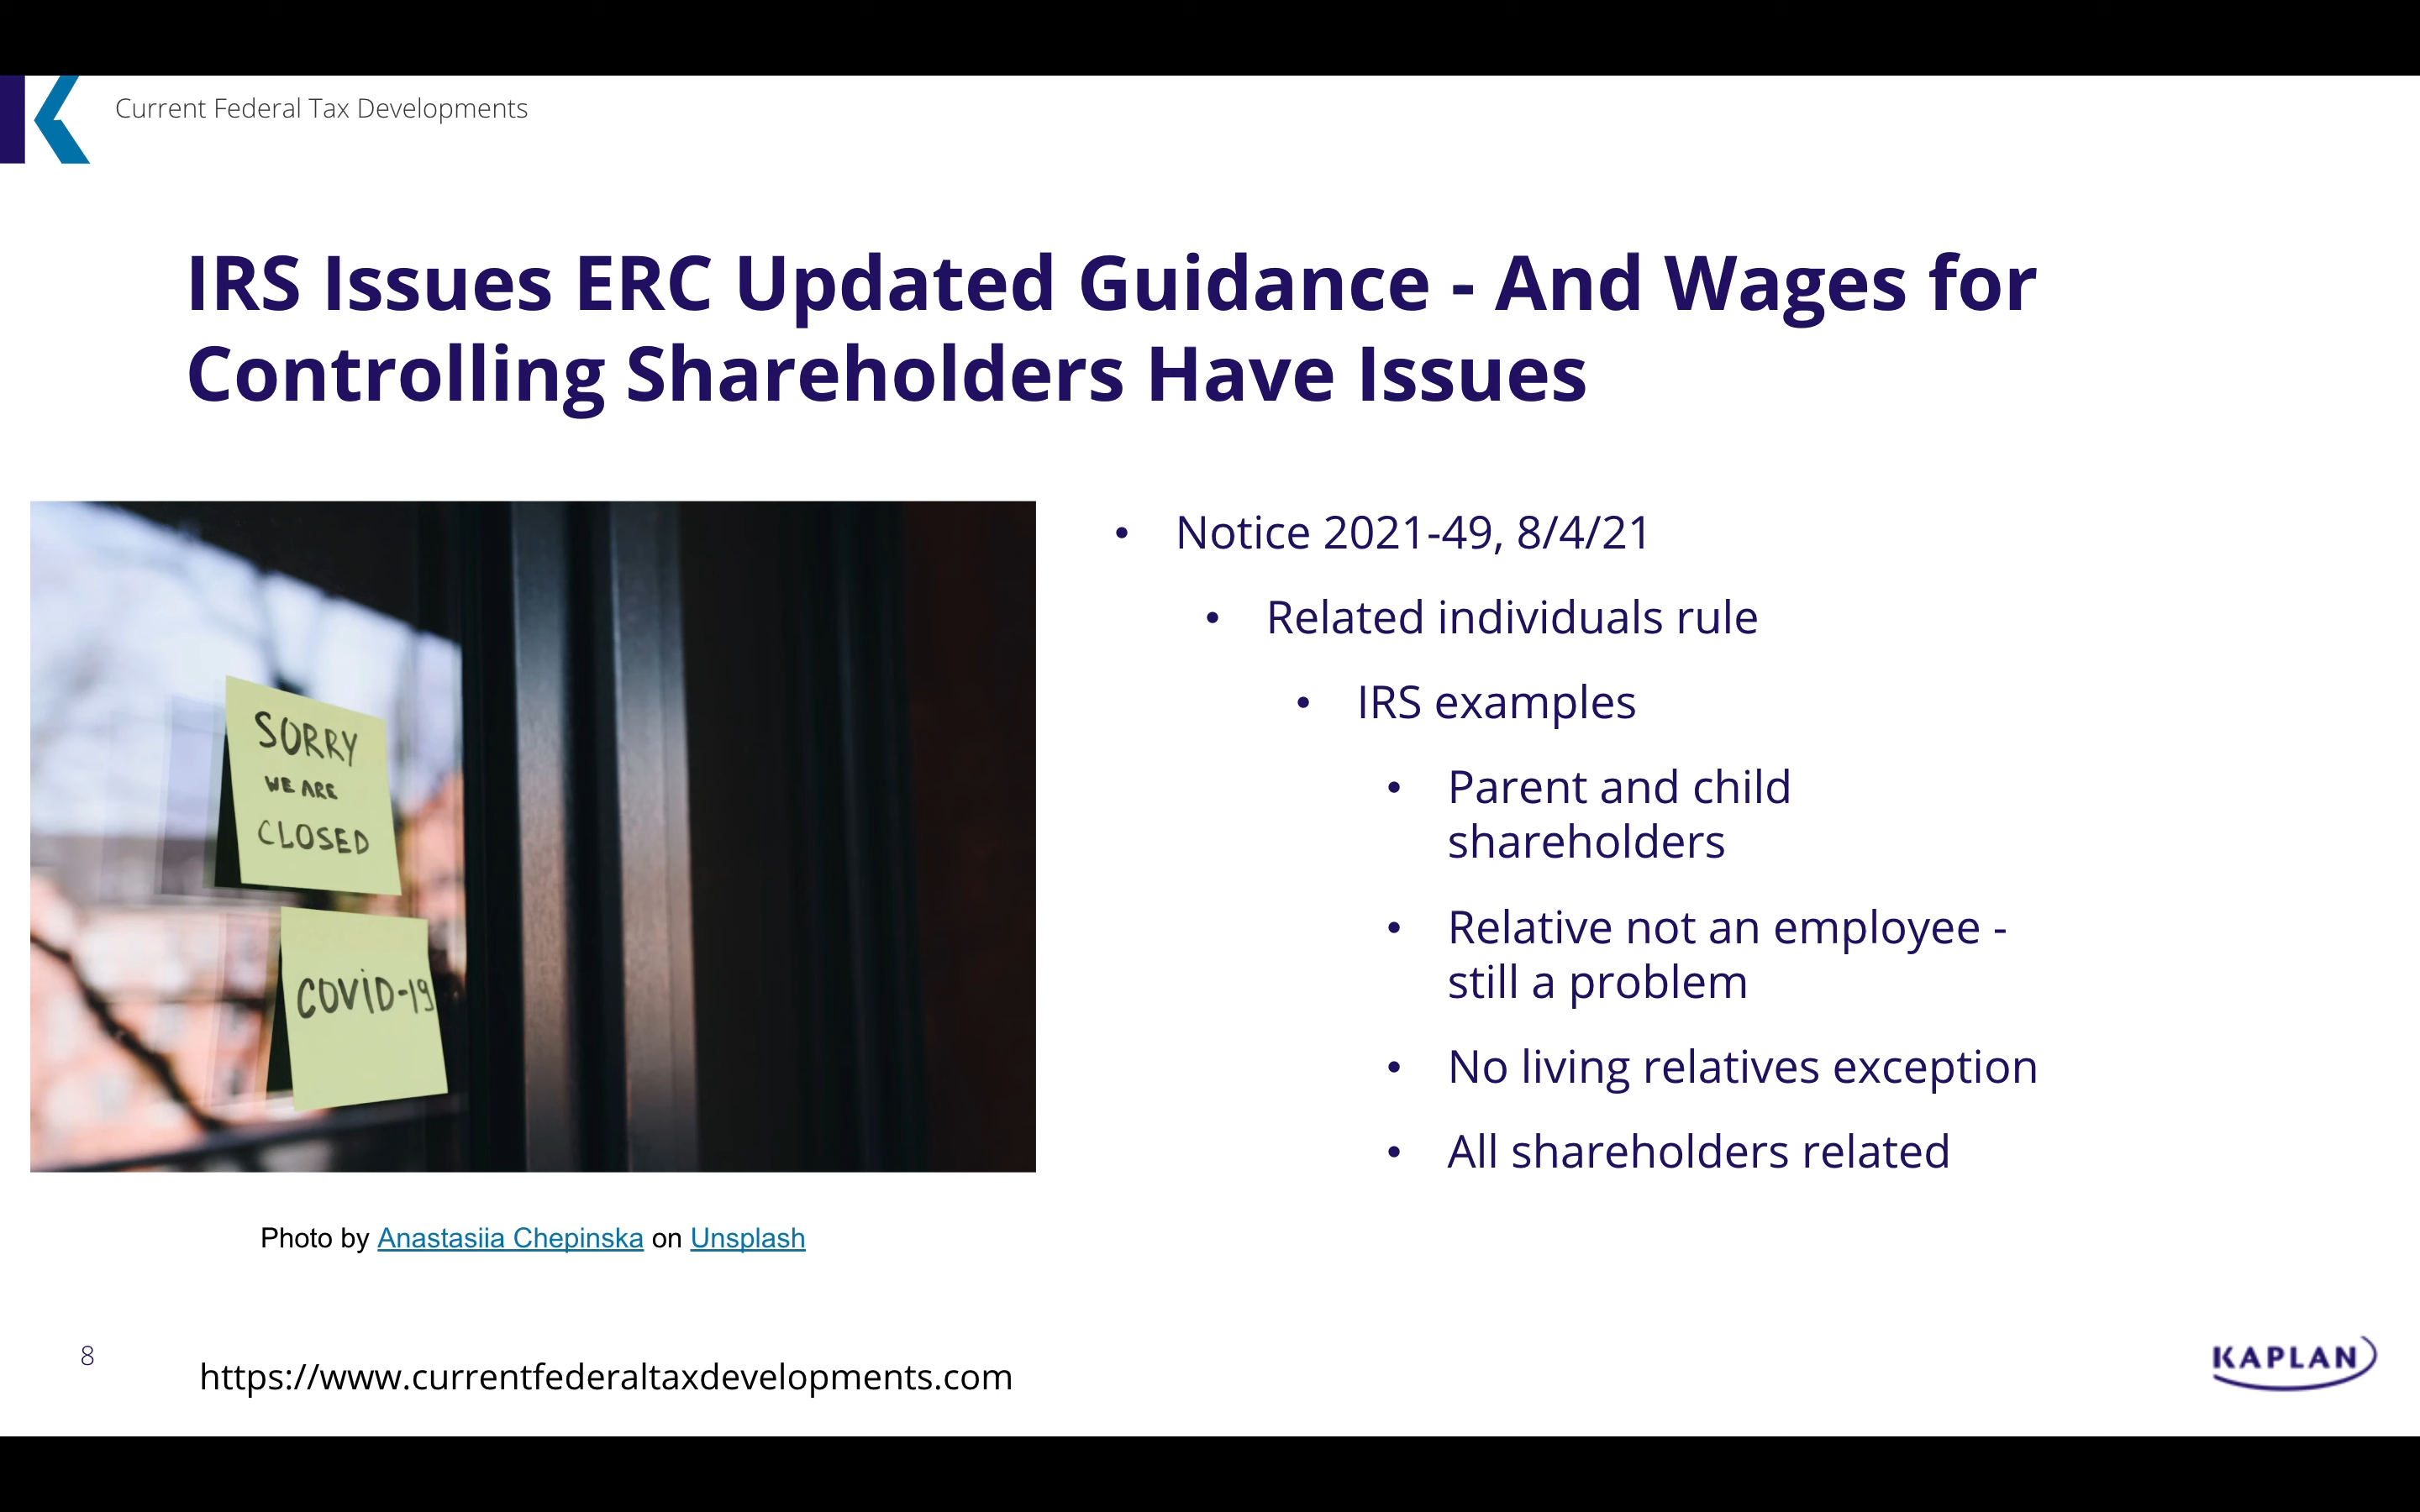 Current Federal Tax Developments
IRS Issues ERC Updated Guidance - And Wages for
Controlling Shareholders Have Issues
SORRY
WE ARE
CLOSED
COVID-19
• Notice 2021-49, 8/4/21
• Related individuals rule
• IRS examples
• Parent and child
shareholders
• Relative not an employee -
still a problem
• No living relatives exception
• All shareholders related
Photo by Anastasiia Chepinska on Unsplash
8
https://www.currentfederaltaxdevelopments.com
KAPLAN